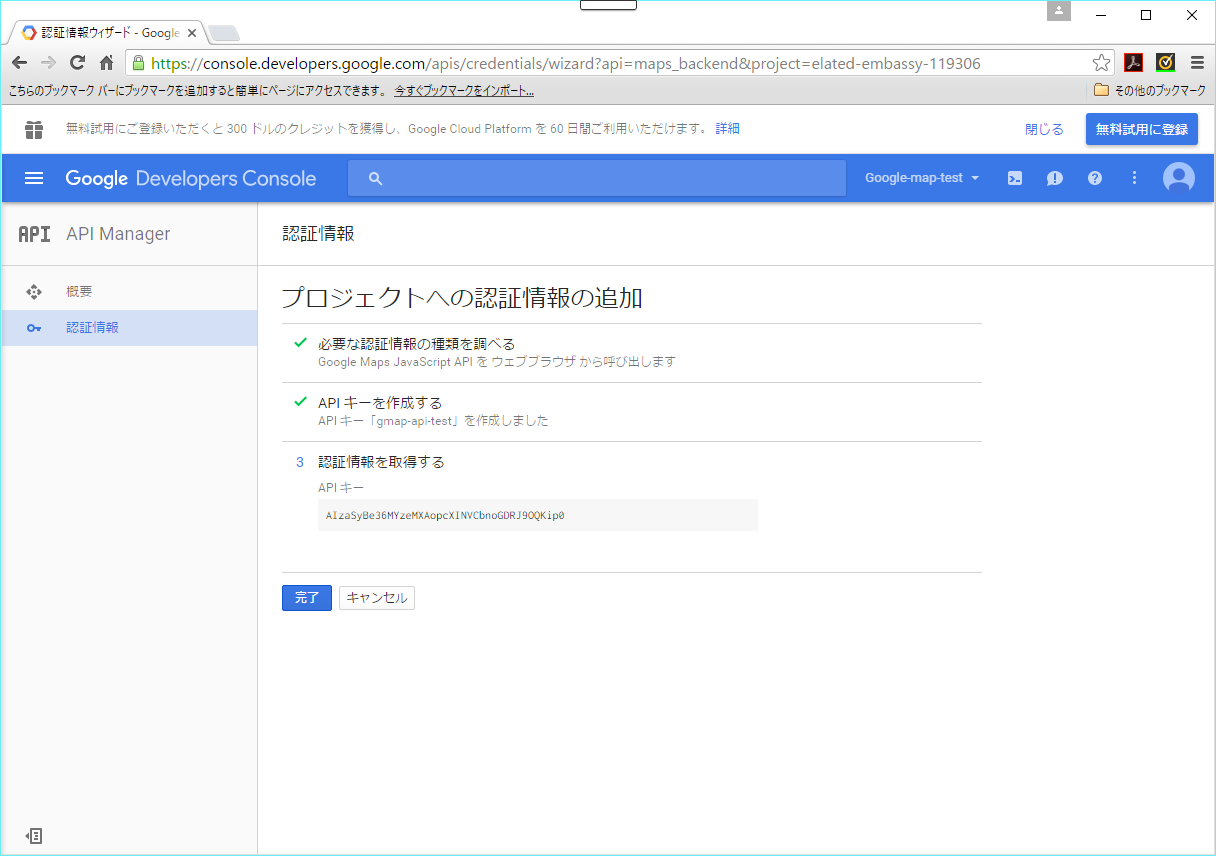 認証情報ウィザード - Google
https://console.developers.google.com/apis/credentials/wizard?api=maps_backend&project=elated-embassy-119306
こちらのブックマーク バーにブックマークを追加すると簡単にページにアクセスできます。 今すぐブックマークをインポート...
その他のブックマーク
無料試用にご登録いただくと 300 ドルのクレジットを獲得し、Google Cloud Platform を 60 日間ご利用いただけます。 詳細
閉じる
無料試用に登録
Google Developers Console
Google-map-test
API API Manager
認証情報
概要
認証情報
プロジェクトへの認証情報の追加
必要な認証情報の種類を調べる
Google Maps JavaScript API を ウェブブラウザ から呼び出します
API キーを作成する
API キー「gmap-api-test」を作成しました
3 認証情報を取得する
API キー
AIzaSyBe36MYzeMXAopcXINVCbnoGDRJ9OQKip0
完了
キャンセル